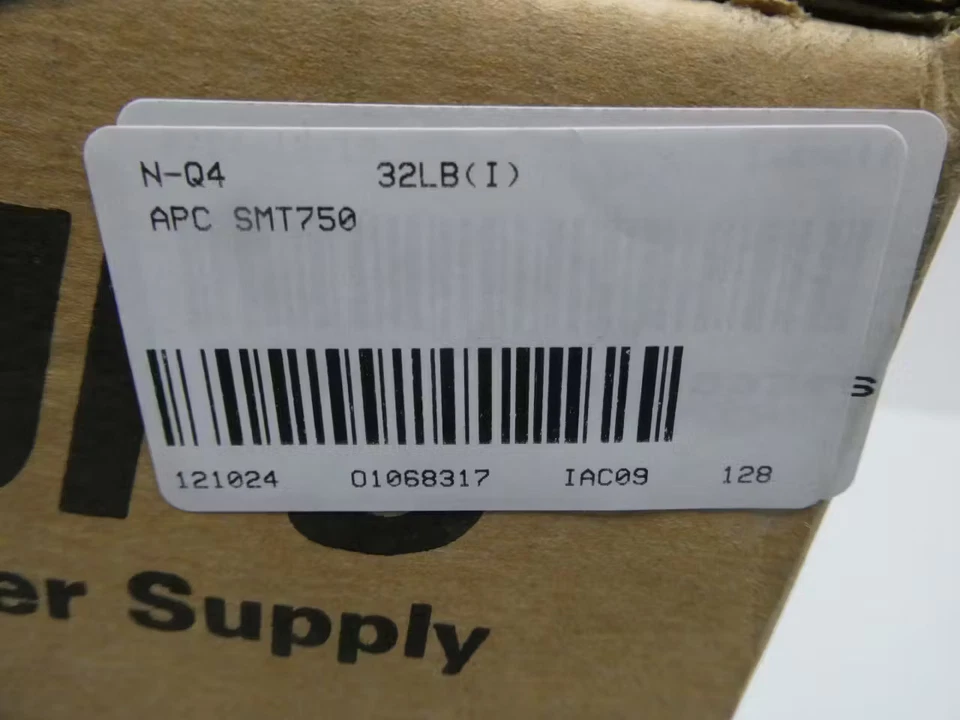 N-Q4 32LB(I)
APC SMT750
S
121024 01068317 IAC09 128
er Supply